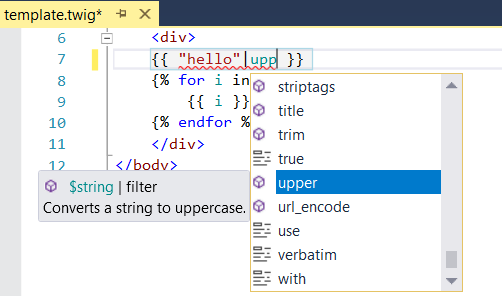 template.twig*
6 <div>
7 {{ "hello"|upp }}
8 {% for i in
9 {{ i }}
10 {% endfor %
11 </div>
12 </body>
striptags
title
trim
true
upper
url_encode
use
verbatim
with
$string | filter
Converts a string to uppercase.